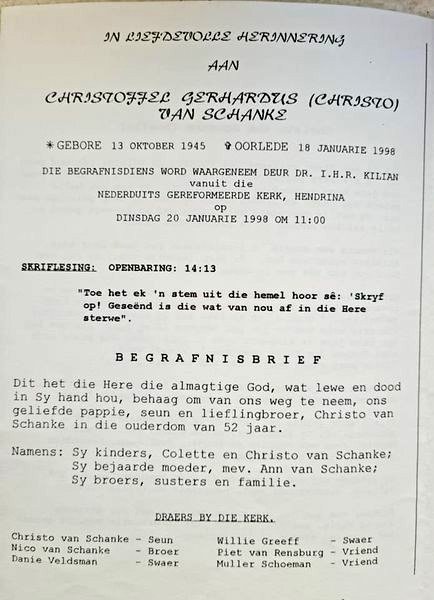 IN LIEFDEVOLLE HERINNERING
AAN
CHRISTOFFEL GERHARDUS (CHRISTO)
VAN SCHANKE
✳ GEBORE 13 OKTOBER 1945 ✞ OORLEDE 18 JANUARIE 1998
DIE BEGRAFNISDIENS WORD WAARGENEEM DEUR DR. I.H.R. KILIAN
vanuit die
NEDERDUITS GEREFORMEERDE KERK, HENDRINA
op
DINSDAG 20 JANUARIE 1998 OM 11:00
SKRIFLESING: OPENBARING: 14:13
"Toe het ek 'n stem uit die hemel hoor sê: 'Skryf
op! Geseënd is die wat van nou af in die Here
sterwe".
BEGRAFNISBRIEF
Dit het die Here die almagtige God, wat lewe en dood
in Sy hand hou, behaag om van ons weg te neem, ons
geliefde pappie, seun en lieflingbroer, Christo van
Schanke in die ouderdom van 52 jaar.
Namens: Sy kinders, Colette en Christo van Schanke;
Sy bejaarde moeder, mev. Ann van Schanke;
Sy broers, susters en familie.
DRAERS BY DIE KERK.
Christo van Schanke - Seun Willie Greeff - Swaer
Nico van Schanke - Broer Piet van Rensburg - Vriend
Danie Veldsman - Swaer Muller Schoeman - Vriend